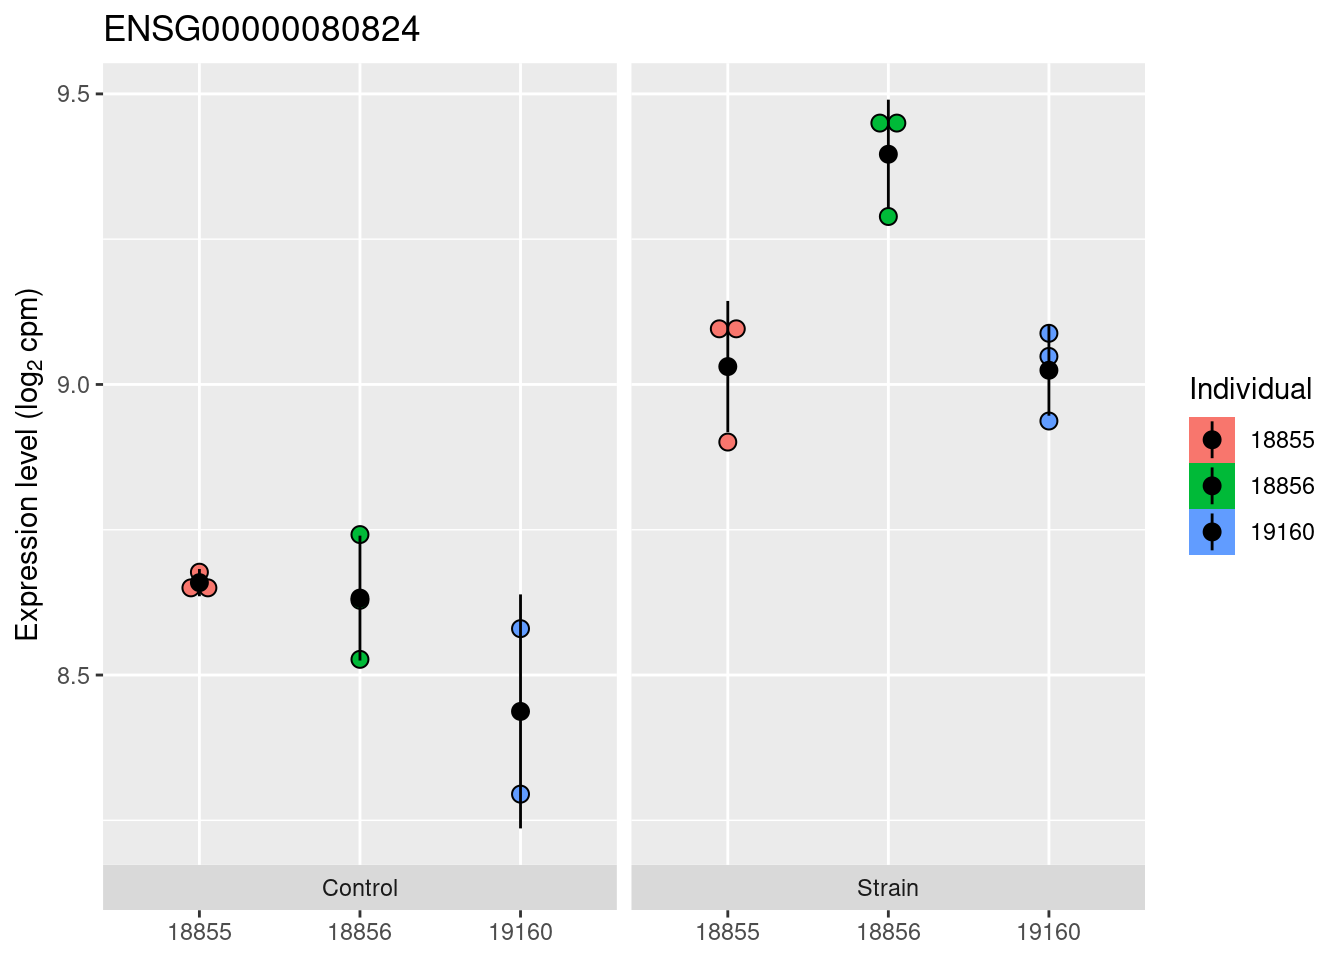 ENSG00000080824
Expression level (log₂ cpm)
9.5
9.0
8.5
Control
Strain
18855
18856
19160
18855
18856
19160
Individual
18855
18856
19160